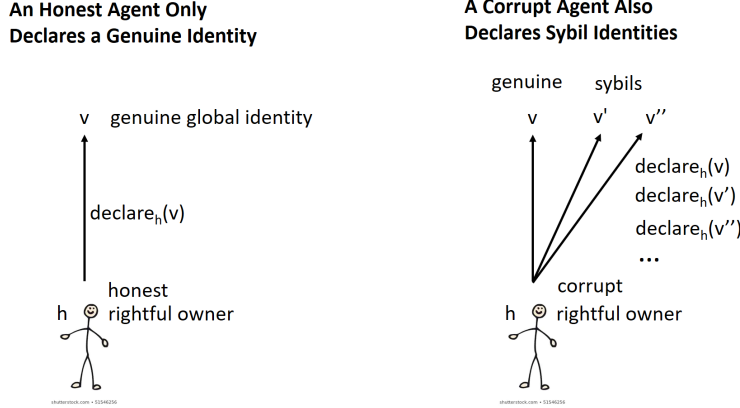 An Honest Agent Only
Declares a Genuine Identity
v genuine global identity
declareₕ(v)
honest
h rightful owner
shutterstock.com • 51546256
A Corrupt Agent Also
Declares Sybil Identities
genuine sybils
v v' v’’
declareₕ(v)
declareₕ(v’)
declareₕ(v’’)
...
corrupt
h rightful owner
shutterstock.com • 51546256